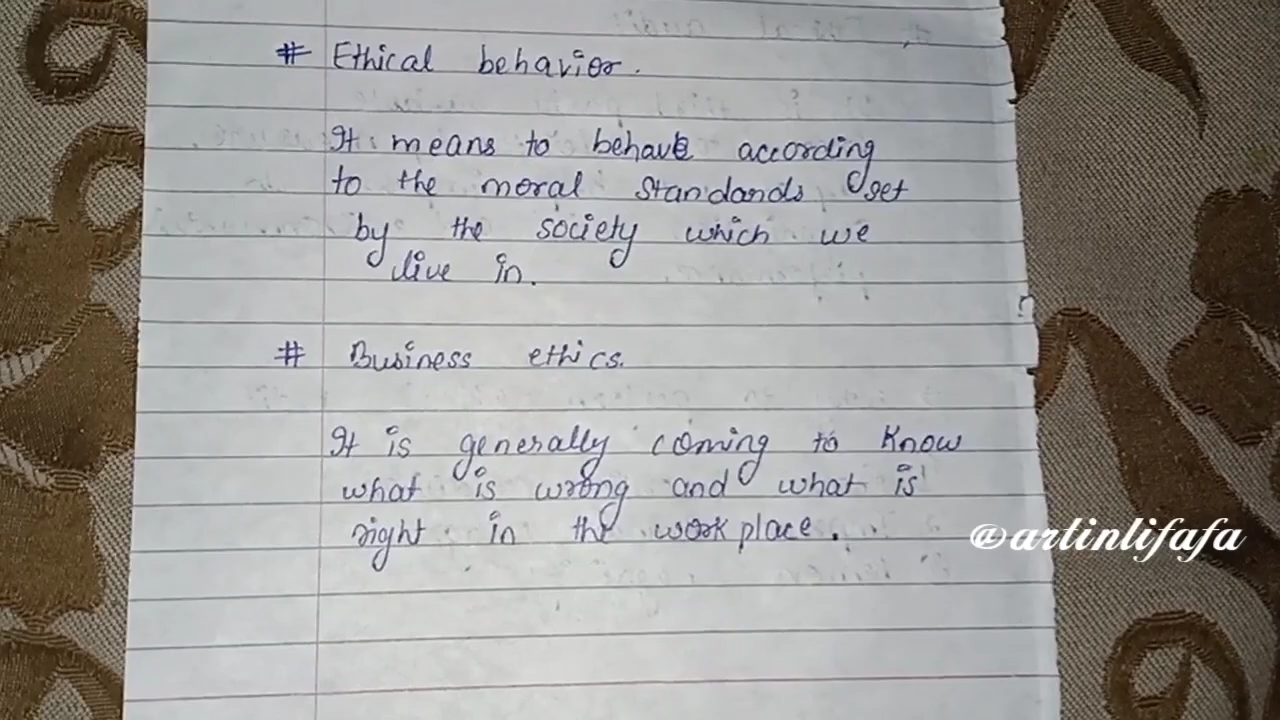 # Ethical behavior.
It means to behave according
to the moral standards set
by the society which we
live in.
# Business ethics.
It is generally coming to know
what is wrong and what is
right in the workplace.
@artinlifafa